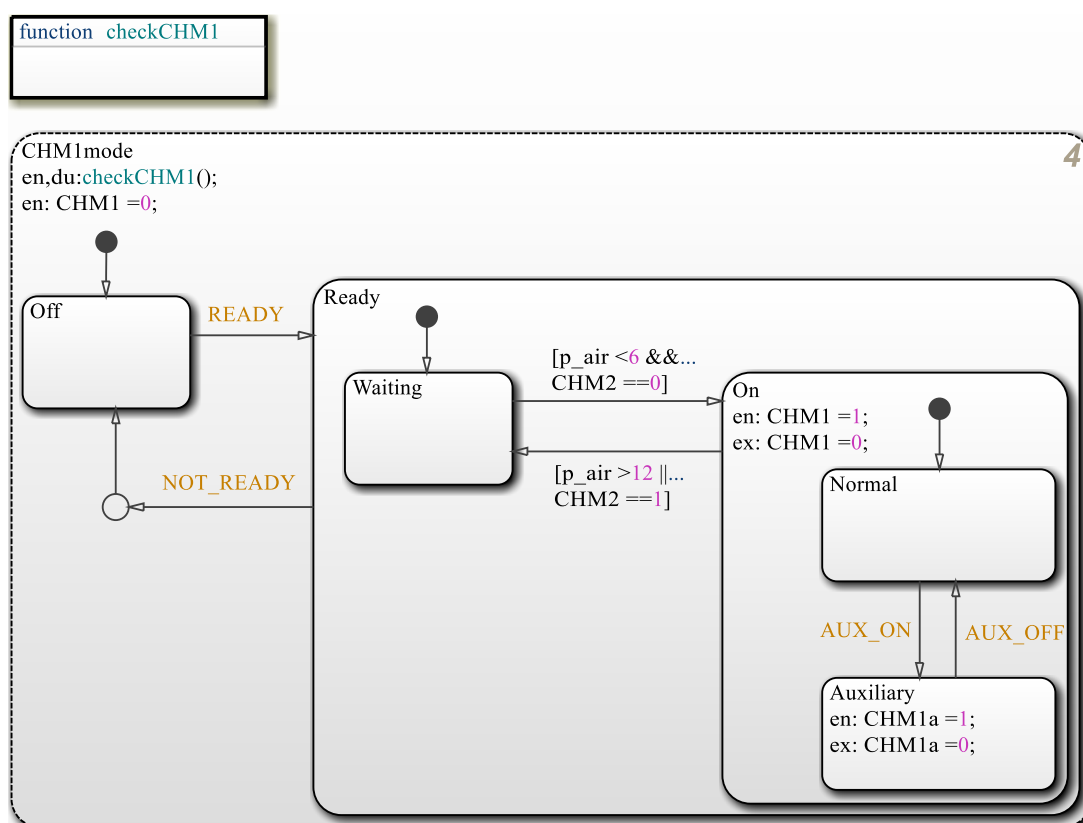 function checkCHM1
CHM1mode
4
en,du:checkCHM1();
en: CHM1 =0;
Off
READY
NOT_READY
Ready
Waiting
[p_air <6 &&...
CHM2 ==0]
[p_air >12 ||...
CHM2 ==1]
On
en: CHM1 =1;
ex: CHM1 =0;
Normal
AUX_ON
AUX_OFF
Auxiliary
en: CHM1a =1;
ex: CHM1a =0;